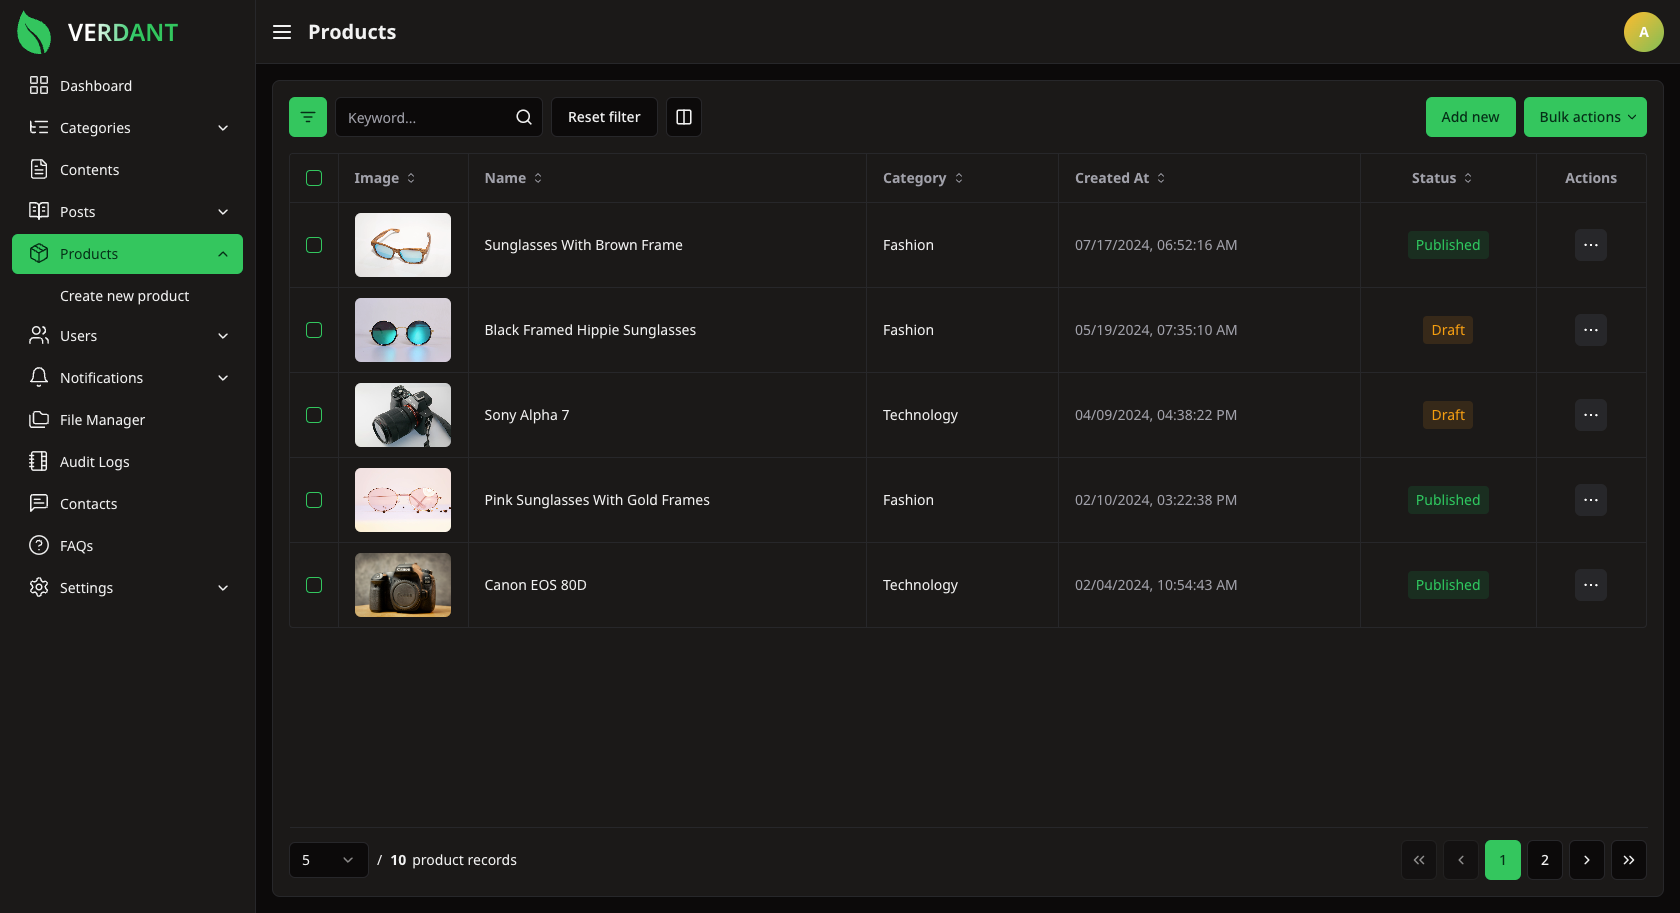 VERDANT
Dashboard
Categories
Contents
Posts
Products
Create new product
Users
Notifications
File Manager
Audit Logs
Contacts
FAQs
Settings
Products
A
Keyword...
Reset filter
Add new
Bulk actions
Image Name Category Created At Status Actions
Sunglasses With Brown Frame Fashion 07/17/2024, 06:52:16 AM Published
Black Framed Hippie Sunglasses Fashion 05/19/2024, 07:35:10 AM Draft
Sony Alpha 7 Technology 04/09/2024, 04:38:22 PM Draft
Pink Sunglasses With Gold Frames Fashion 02/10/2024, 03:22:38 PM Published
Canon EOS 80D Technology 02/04/2024, 10:54:43 AM Published
5 / 10 product records
1 2